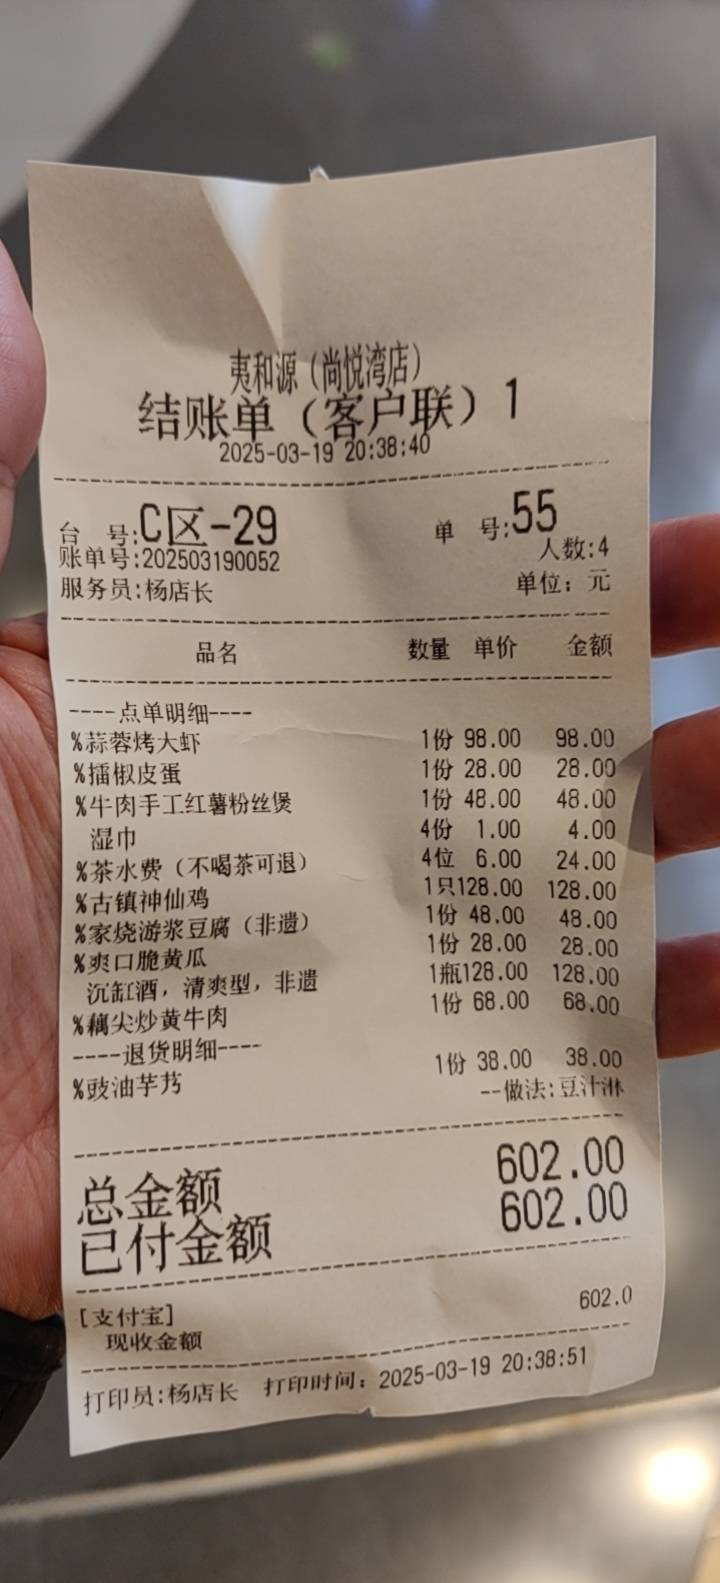 夷和源（尚悦湾店）
结账单（客户联）1
2025-03-19 20:38:40
台 号:C区-29 单 号:55
账单号:202503190052 人数:4
服务员:杨店长 单位：元
品名 数量 单价 金额
----点单明细----
%蒜蓉烤大虾 1份 98.00 98.00
%擂椒皮蛋 1份 28.00 28.00
%牛肉手工红薯粉丝煲 1份 48.00 48.00
湿巾 4份 1.00 4.00
%茶水费（不喝茶可退） 4位 6.00 24.00
%古镇神仙鸡 1只128.00 128.00
%家烧游浆豆腐（非遗） 1份 48.00 48.00
%爽口脆黄瓜 1份 28.00 28.00
沉缸酒，清爽型，非遗 1瓶128.00 128.00
%藕尖炒黄牛肉 1份 68.00 68.00
----退货明细----
%豉油芋艿 1份 38.00 38.00
--做法:豆汁淋
总金额 602.00
已付金额 602.00
[支付宝] 602.0
现收金额
打印员:杨店长 打印时间：2025-03-19 20:38:51